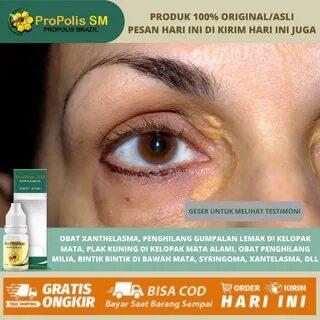 ProPolis SM
PROPOLIS BRAZIL
PRODUK 100% ORIGINAL/ASLI
PESAN HARI INI DI KIRIM HARI INI JUGA
GESER UNTUK MELIHAT TESTIMONI
ProPolis SM
OBAT XANTHELASMA, PENGHILANG GUMPALAN LEMAK DI KELOPAK
MATA, PLAK KUNING DI KELOPAK MATA ALAMI, OBAT PENGHILANG
MILIA, BINTIK BINTIK DI BAWAH MATA, SYRINGOMA, XANTELASMA, DLL
GRATIS
ONGKIR
BISA COD
Bayar Saat Barang Sampai
ORDER
KIRIM
HARI INI